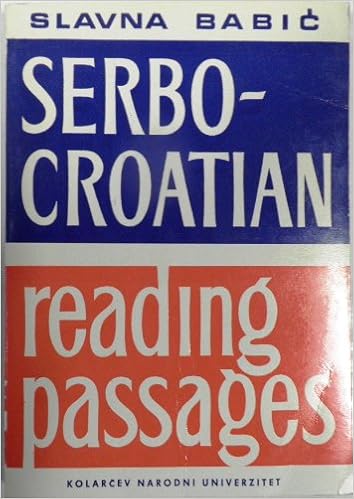 SLAVNA BABIĆ
SERBO-
CROATIAN
reading
passages
KOLARČEV NARODNI UNIVERZITET